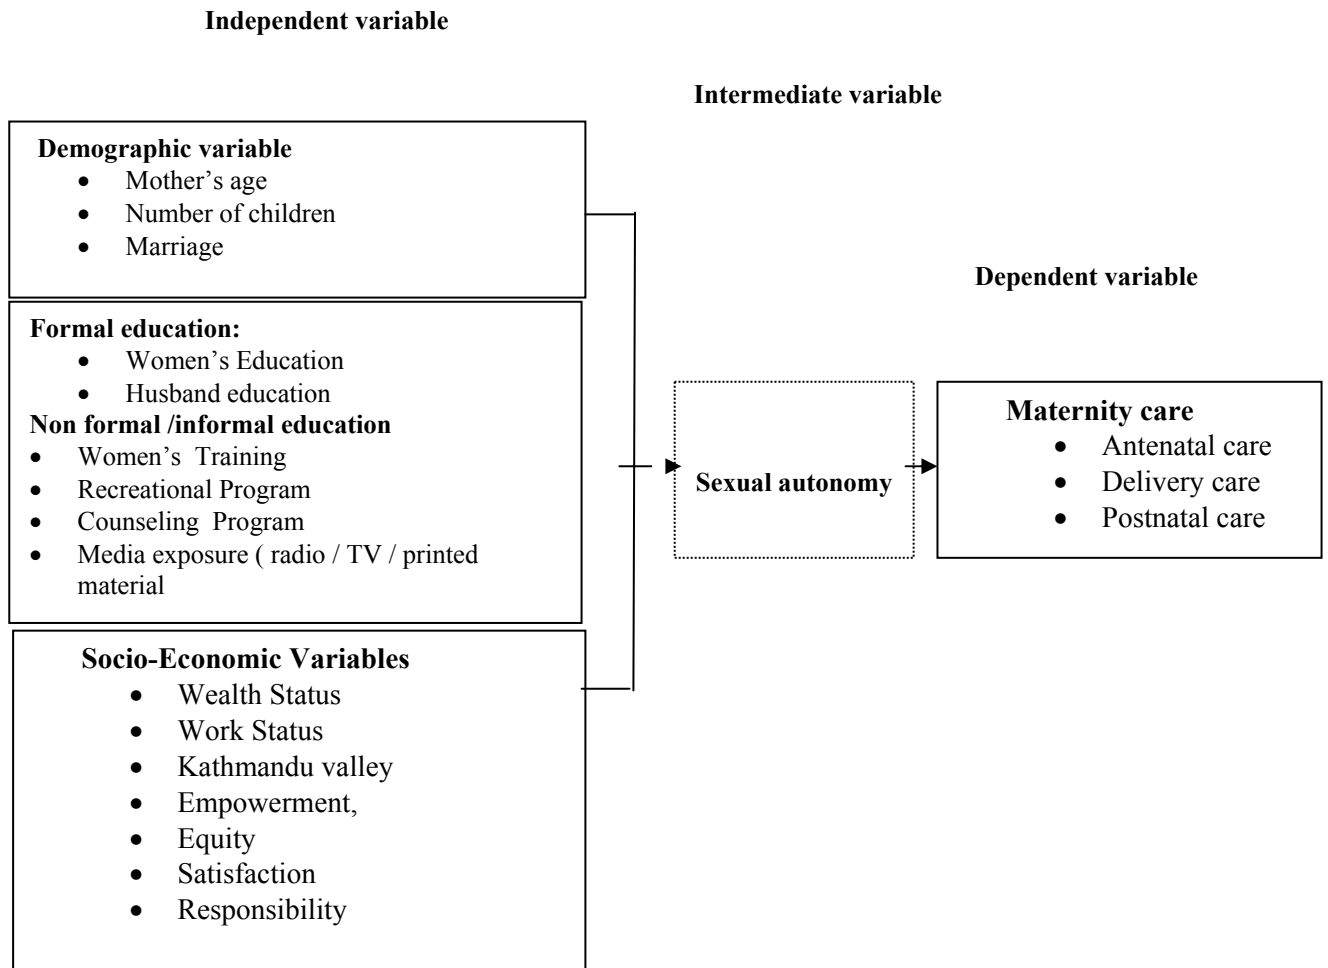 Independent variable
Intermediate variable
Demographic variable
• Mother’s age
• Number of children
• Marriage
Dependent variable
Formal education:
• Women’s Education
• Husband education
Non formal /informal education
• Women’s  Training
• Recreational Program
• Counseling  Program
• Media exposure ( radio / TV / printed
material
Sexual autonomy
Maternity care
• Antenatal care
• Delivery care
• Postnatal care
Socio-Economic Variables
• Wealth Status
• Work Status
• Kathmandu valley
• Empowerment,
• Equity
• Satisfaction
• Responsibility